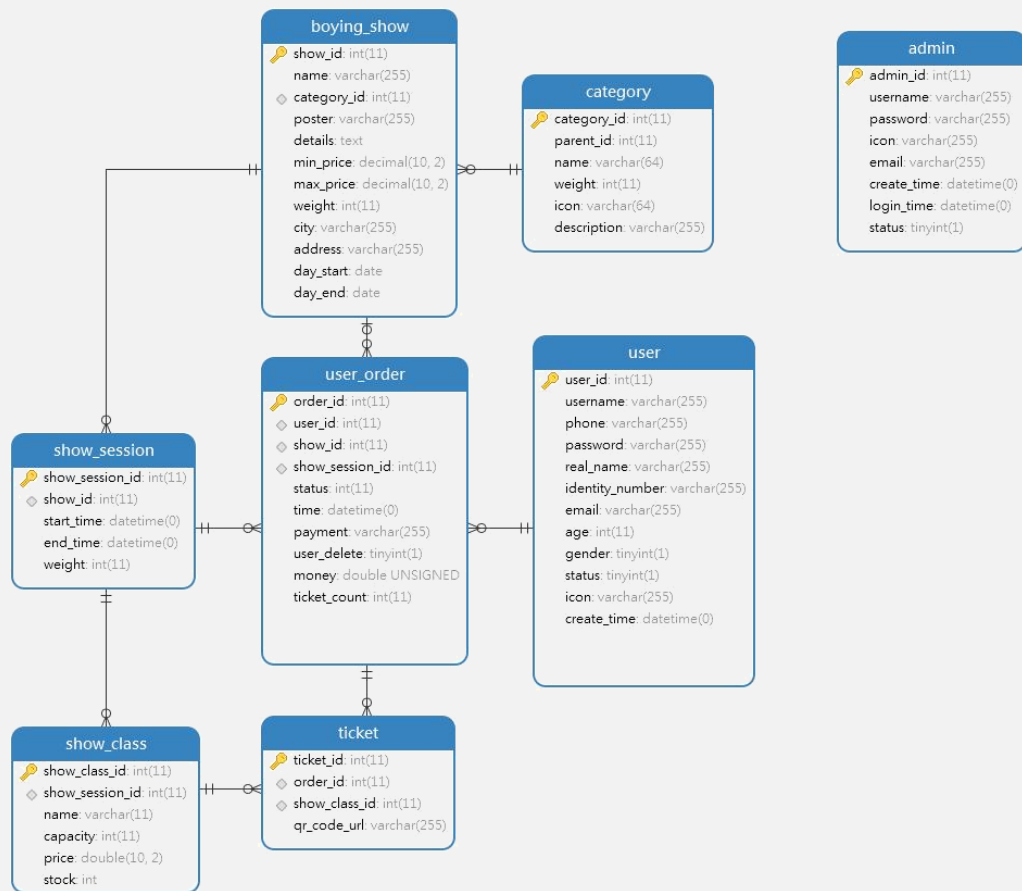 boying_show
show_id: int(11)
name: varchar(255)
category_id: int(11)
poster: varchar(255)
details: text
min_price: decimal(10, 2)
max_price: decimal(10, 2)
weight: int(11)
city: varchar(255)
address: varchar(255)
day_start: date
day_end: date
category
category_id: int(11)
parent_id: int(11)
name: varchar(64)
weight: int(11)
icon: varchar(64)
description: varchar(255)
admin
admin_id: int(11)
username: varchar(255)
password: varchar(255)
icon: varchar(255)
email: varchar(255)
create_time: datetime(0)
login_time: datetime(0)
status: tinyint(1)
user_order
order_id: int(11)
user_id: int(11)
show_id: int(11)
show_session_id: int(11)
status: int(11)
time: datetime(0)
payment: varchar(255)
user_delete: tinyint(1)
money: double UNSIGNED
ticket_count: int(11)
user
user_id: int(11)
username: varchar(255)
phone: varchar(255)
password: varchar(255)
real_name: varchar(255)
identity_number: varchar(255)
email: varchar(255)
age: int(11)
gender: tinyint(1)
status: tinyint(1)
icon: varchar(255)
create_time: datetime(0)
show_session
show_session_id: int(11)
show_id: int(11)
start_time: datetime(0)
end_time: datetime(0)
weight: int(11)
show_class
show_class_id: int(11)
show_session_id: int(11)
name: varchar(11)
capacity: int(11)
price: double(10, 2)
stock: int
ticket
ticket_id: int(11)
order_id: int(11)
show_class_id: int(11)
qr_code_url: varchar(255)